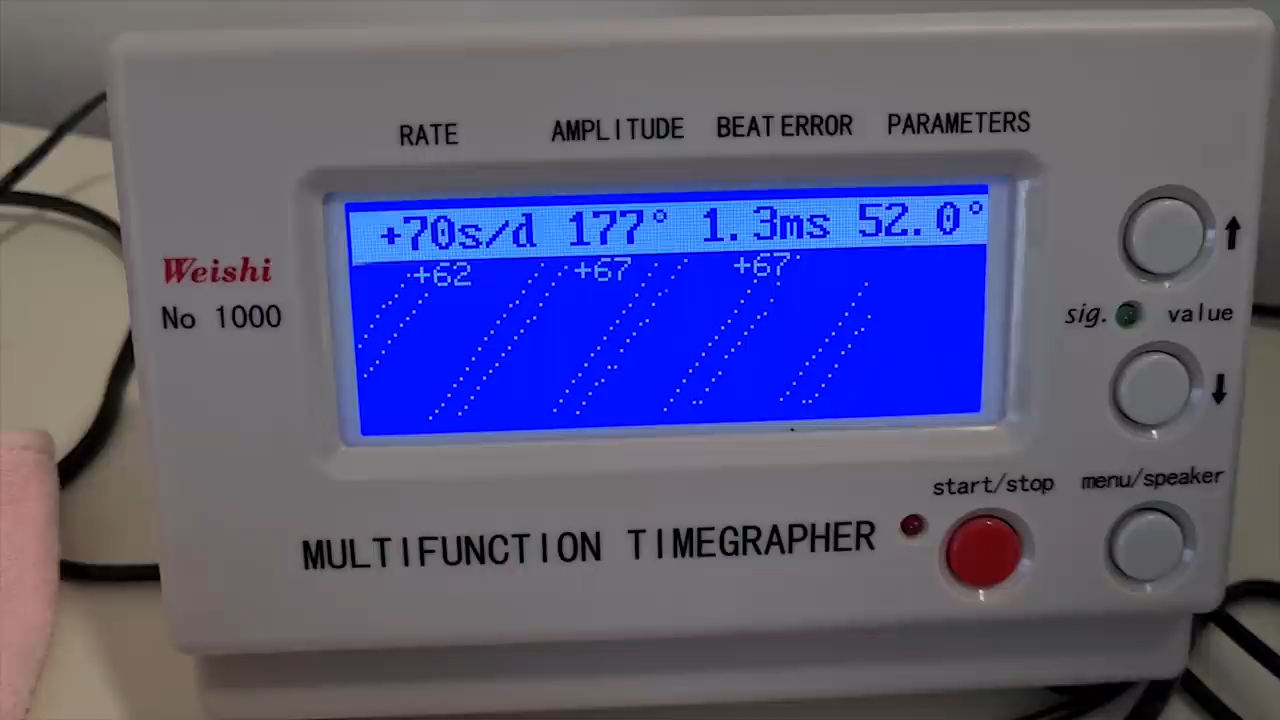 RATE AMPLITUDE BEAT ERROR PARAMETERS
+70s/d 177° 1.3ms 52.0°
+62 +67 +67
Weishi
No 1000
sig. value
start/stop menu/speaker
MULTIFUNCTION TIMEGRAPHER